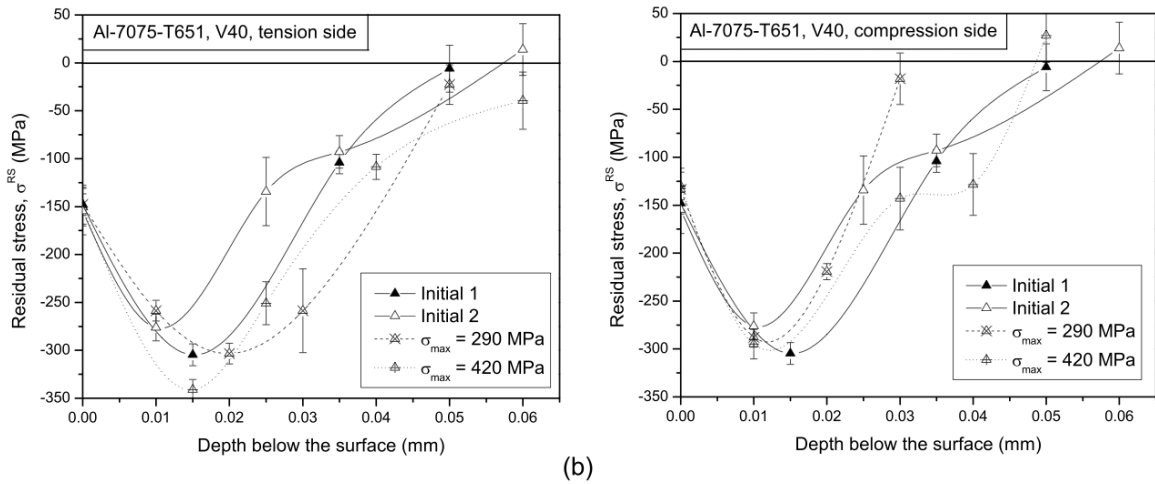 Al-7075-T651, V40, tension side
Residual stress, σ^RS (MPa)
50
0
-50
-100
-150
-200
-250
-300
-350
Initial 1
Initial 2
σ_max = 290 MPa
σ_max = 420 MPa
0.00 0.01 0.02 0.03 0.04 0.05 0.06
Depth below the surface (mm)
Al-7075-T651, V40, compression side
Residual stress, σ^RS (MPa)
50
0
-50
-100
-150
-200
-250
-300
-350
Initial 1
Initial 2
σ_max = 290 MPa
σ_max = 420 MPa
0.00 0.01 0.02 0.03 0.04 0.05 0.06
Depth below the surface (mm)
(b)